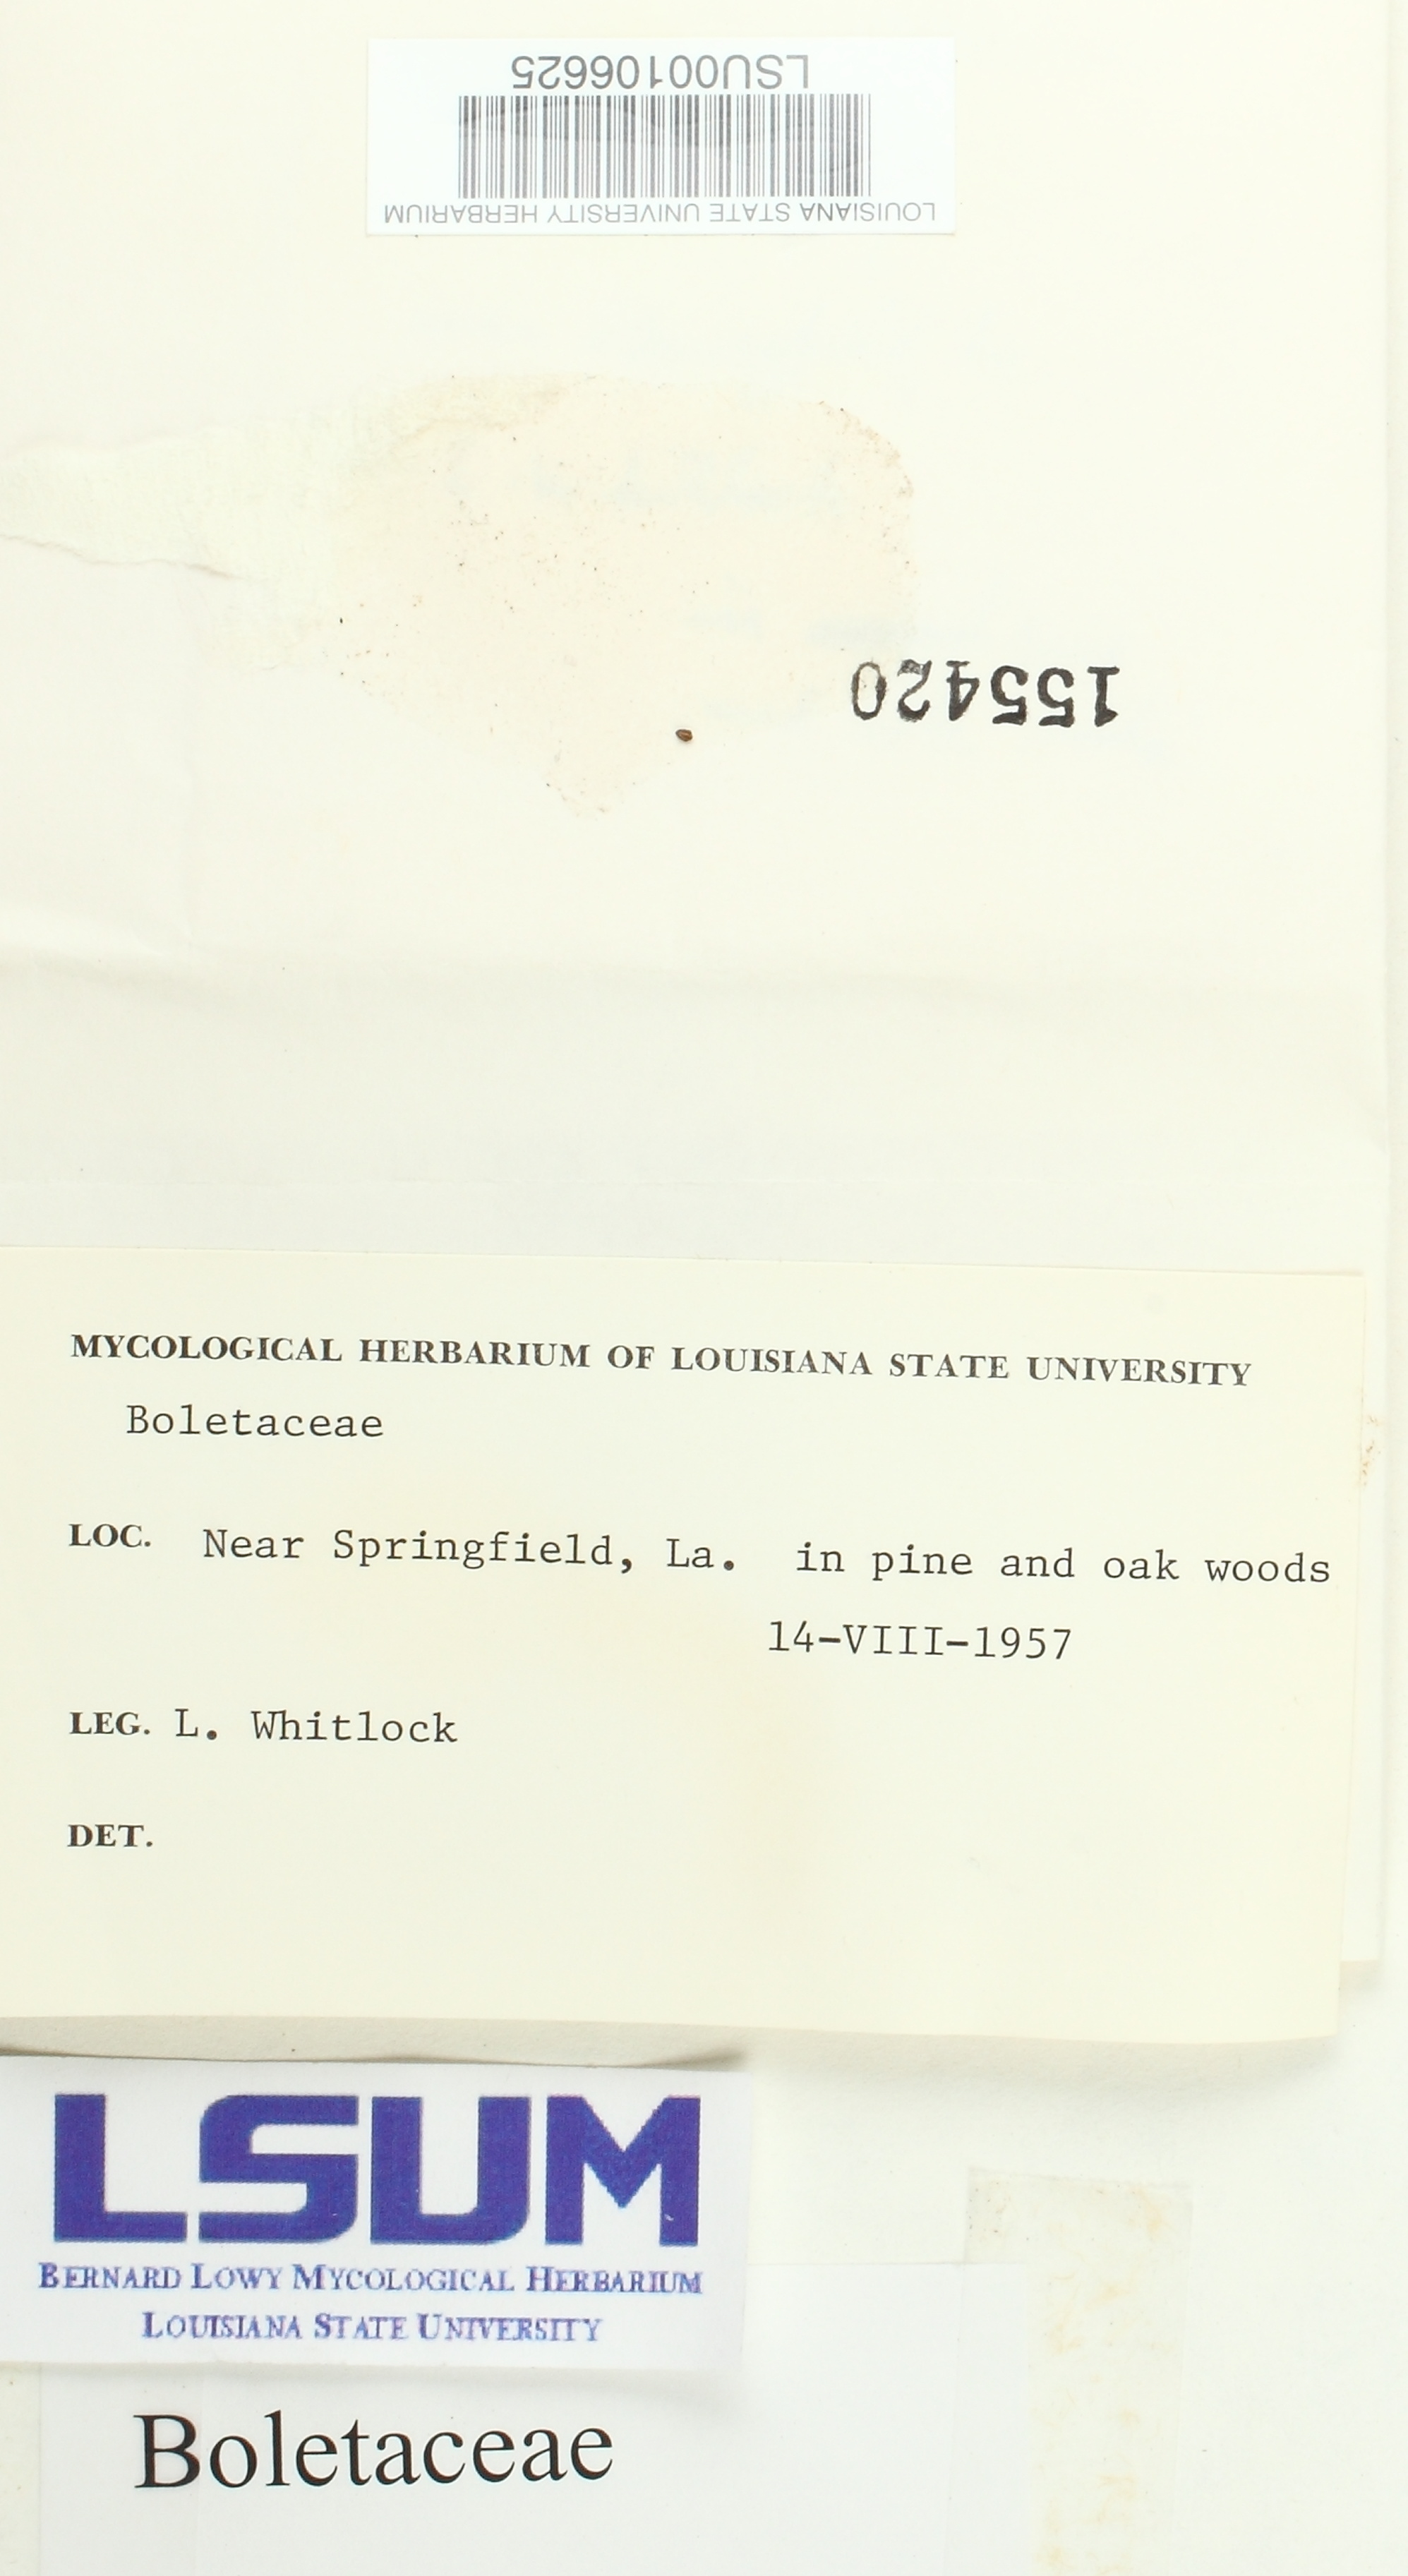 LSU00106625
LOUISIANA STATE UNIVERSITY HERBARIUM
155420
MYCOLOGICAL HERBARIUM OF LOUISIANA STATE UNIVERSITY
Boletaceae
LOC. Near Springfield, La. in pine and oak woods
14-VIII-1957
LEG. L. Whitlock
DET.
LSUM
BERNARD LOWY MYCOLOGICAL HERBARIUM
LOUISIANA STATE UNIVERSITY
Boletaceae